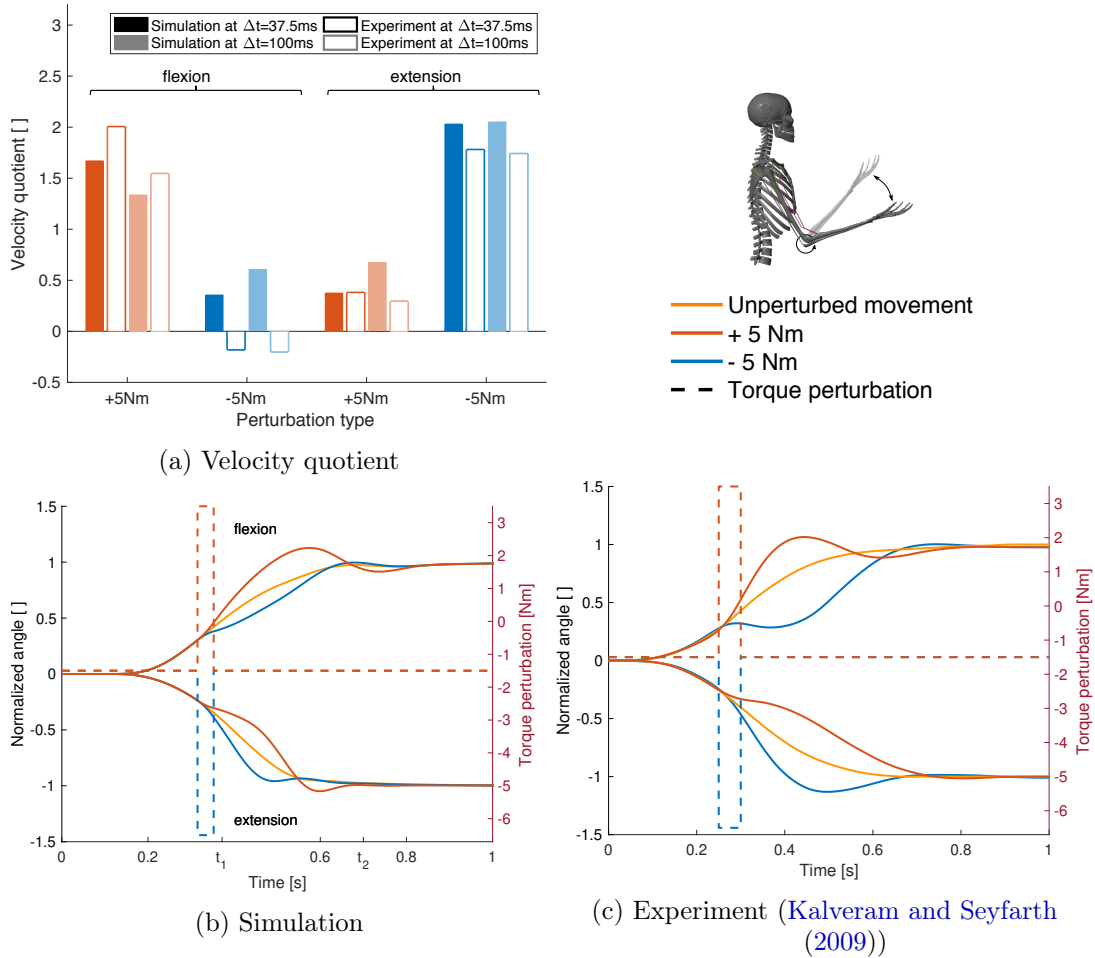 Simulation at Δt=37.5ms
Experiment at Δt=37.5ms
Simulation at Δt=100ms
Experiment at Δt=100ms
flexion
extension
3
2.5
2
1.5
1
0.5
0
-0.5
Velocity quotient [ ]
+5Nm
-5Nm
+5Nm
-5Nm
Perturbation type
(a) Velocity quotient
Unperturbed movement
+ 5 Nm
- 5 Nm
Torque perturbation
1.5
1
0.5
0
-0.5
-1
-1.5
Normalized angle [ ]
flexion
extension
3
2
1
0
-1
-2
-3
-4
-5
-6
Torque perturbation [Nm]
0
0.2
t1
0.6
t2
0.8
1
Time [s]
(b) Simulation
1.5
1
0.5
0
-0.5
-1
-1.5
Normalized angle [ ]
3
2
1
0
-1
-2
-3
-4
-5
-6
Torque perturbation [Nm]
0
0.2
0.4
0.6
0.8
1
Time [s]
(c) Experiment (Kalveram and Seyfarth
(2009))